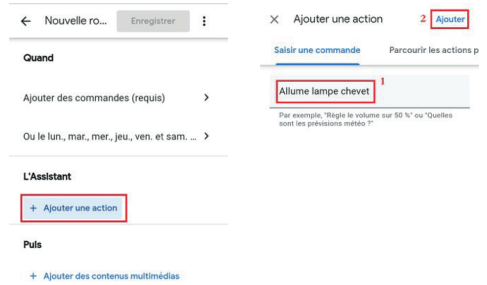 Nouvelle ro... Enregistrer
Quand
Ajouter des commandes (requis)
Ou le lun., mar., mer., jeu., ven. et sam. ...
L'Assistant
+ Ajouter une action
Puis
+ Ajouter des contenus multimédias
Ajouter une action 2 Ajouter
Saisir une commande Parcourir les actions p
Allume lampe chevet 1
Par exemple, "Règle le volume sur 50 %" ou "Quelles
sont les prévisions météo ?"